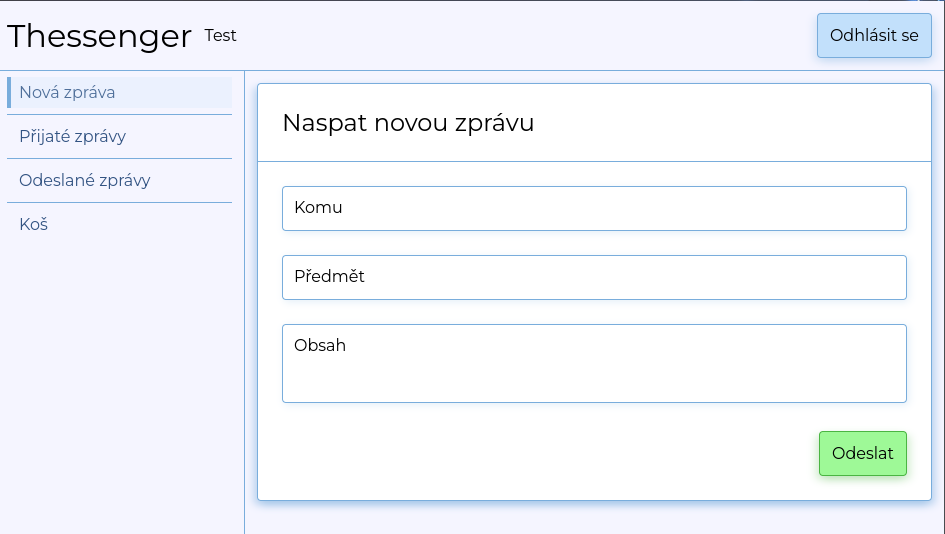 Thessenger Test Odhlásit se
Nová zpráva
Přijaté zprávy
Odeslané zprávy
Koš
Naspat novou zprávu
Komu
Předmět
Obsah
Odeslat